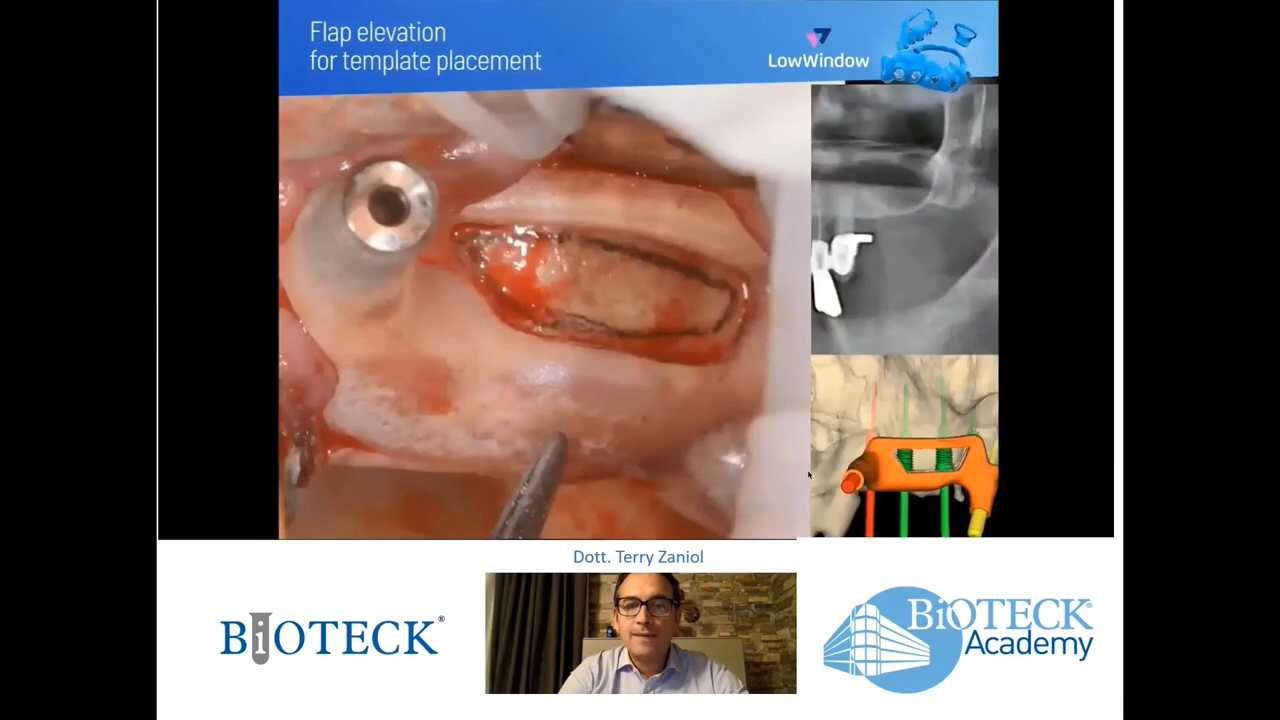 Flap elevation
for template placement
LowWindow
Dott. Terry Zaniol
BiOTECK®
BiOTECK®
Academy